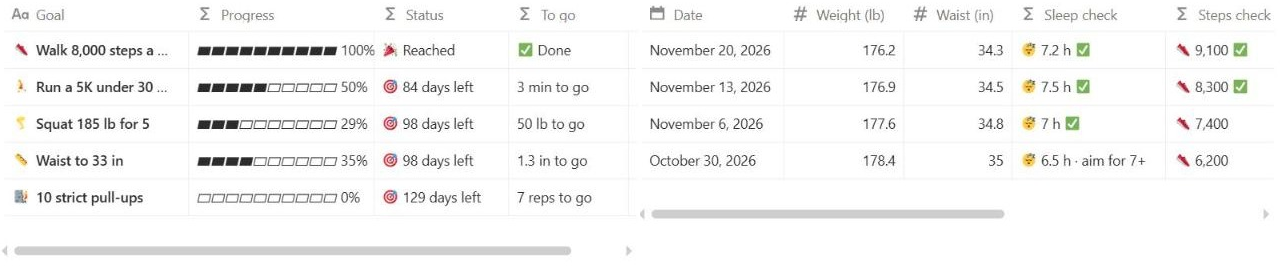 Aa Goal Σ Progress Σ Status Σ To go
Walk 8,000 steps a ... 100% Reached Done
Run a 5K under 30 ... 50% 84 days left 3 min to go
Squat 185 lb for 5 29% 98 days left 50 lb to go
Waist to 33 in 35% 98 days left 1.3 in to go
10 strict pull-ups 0% 129 days left 7 reps to go
Date # Weight (lb) # Waist (in) Σ Sleep check Σ Steps check
November 20, 2026 176.2 34.3 7.2 h 9,100
November 13, 2026 176.9 34.5 7.5 h 8,300
November 6, 2026 177.6 34.8 7 h 7,400
October 30, 2026 178.4 35 6.5 h · aim for 7+ 6,200